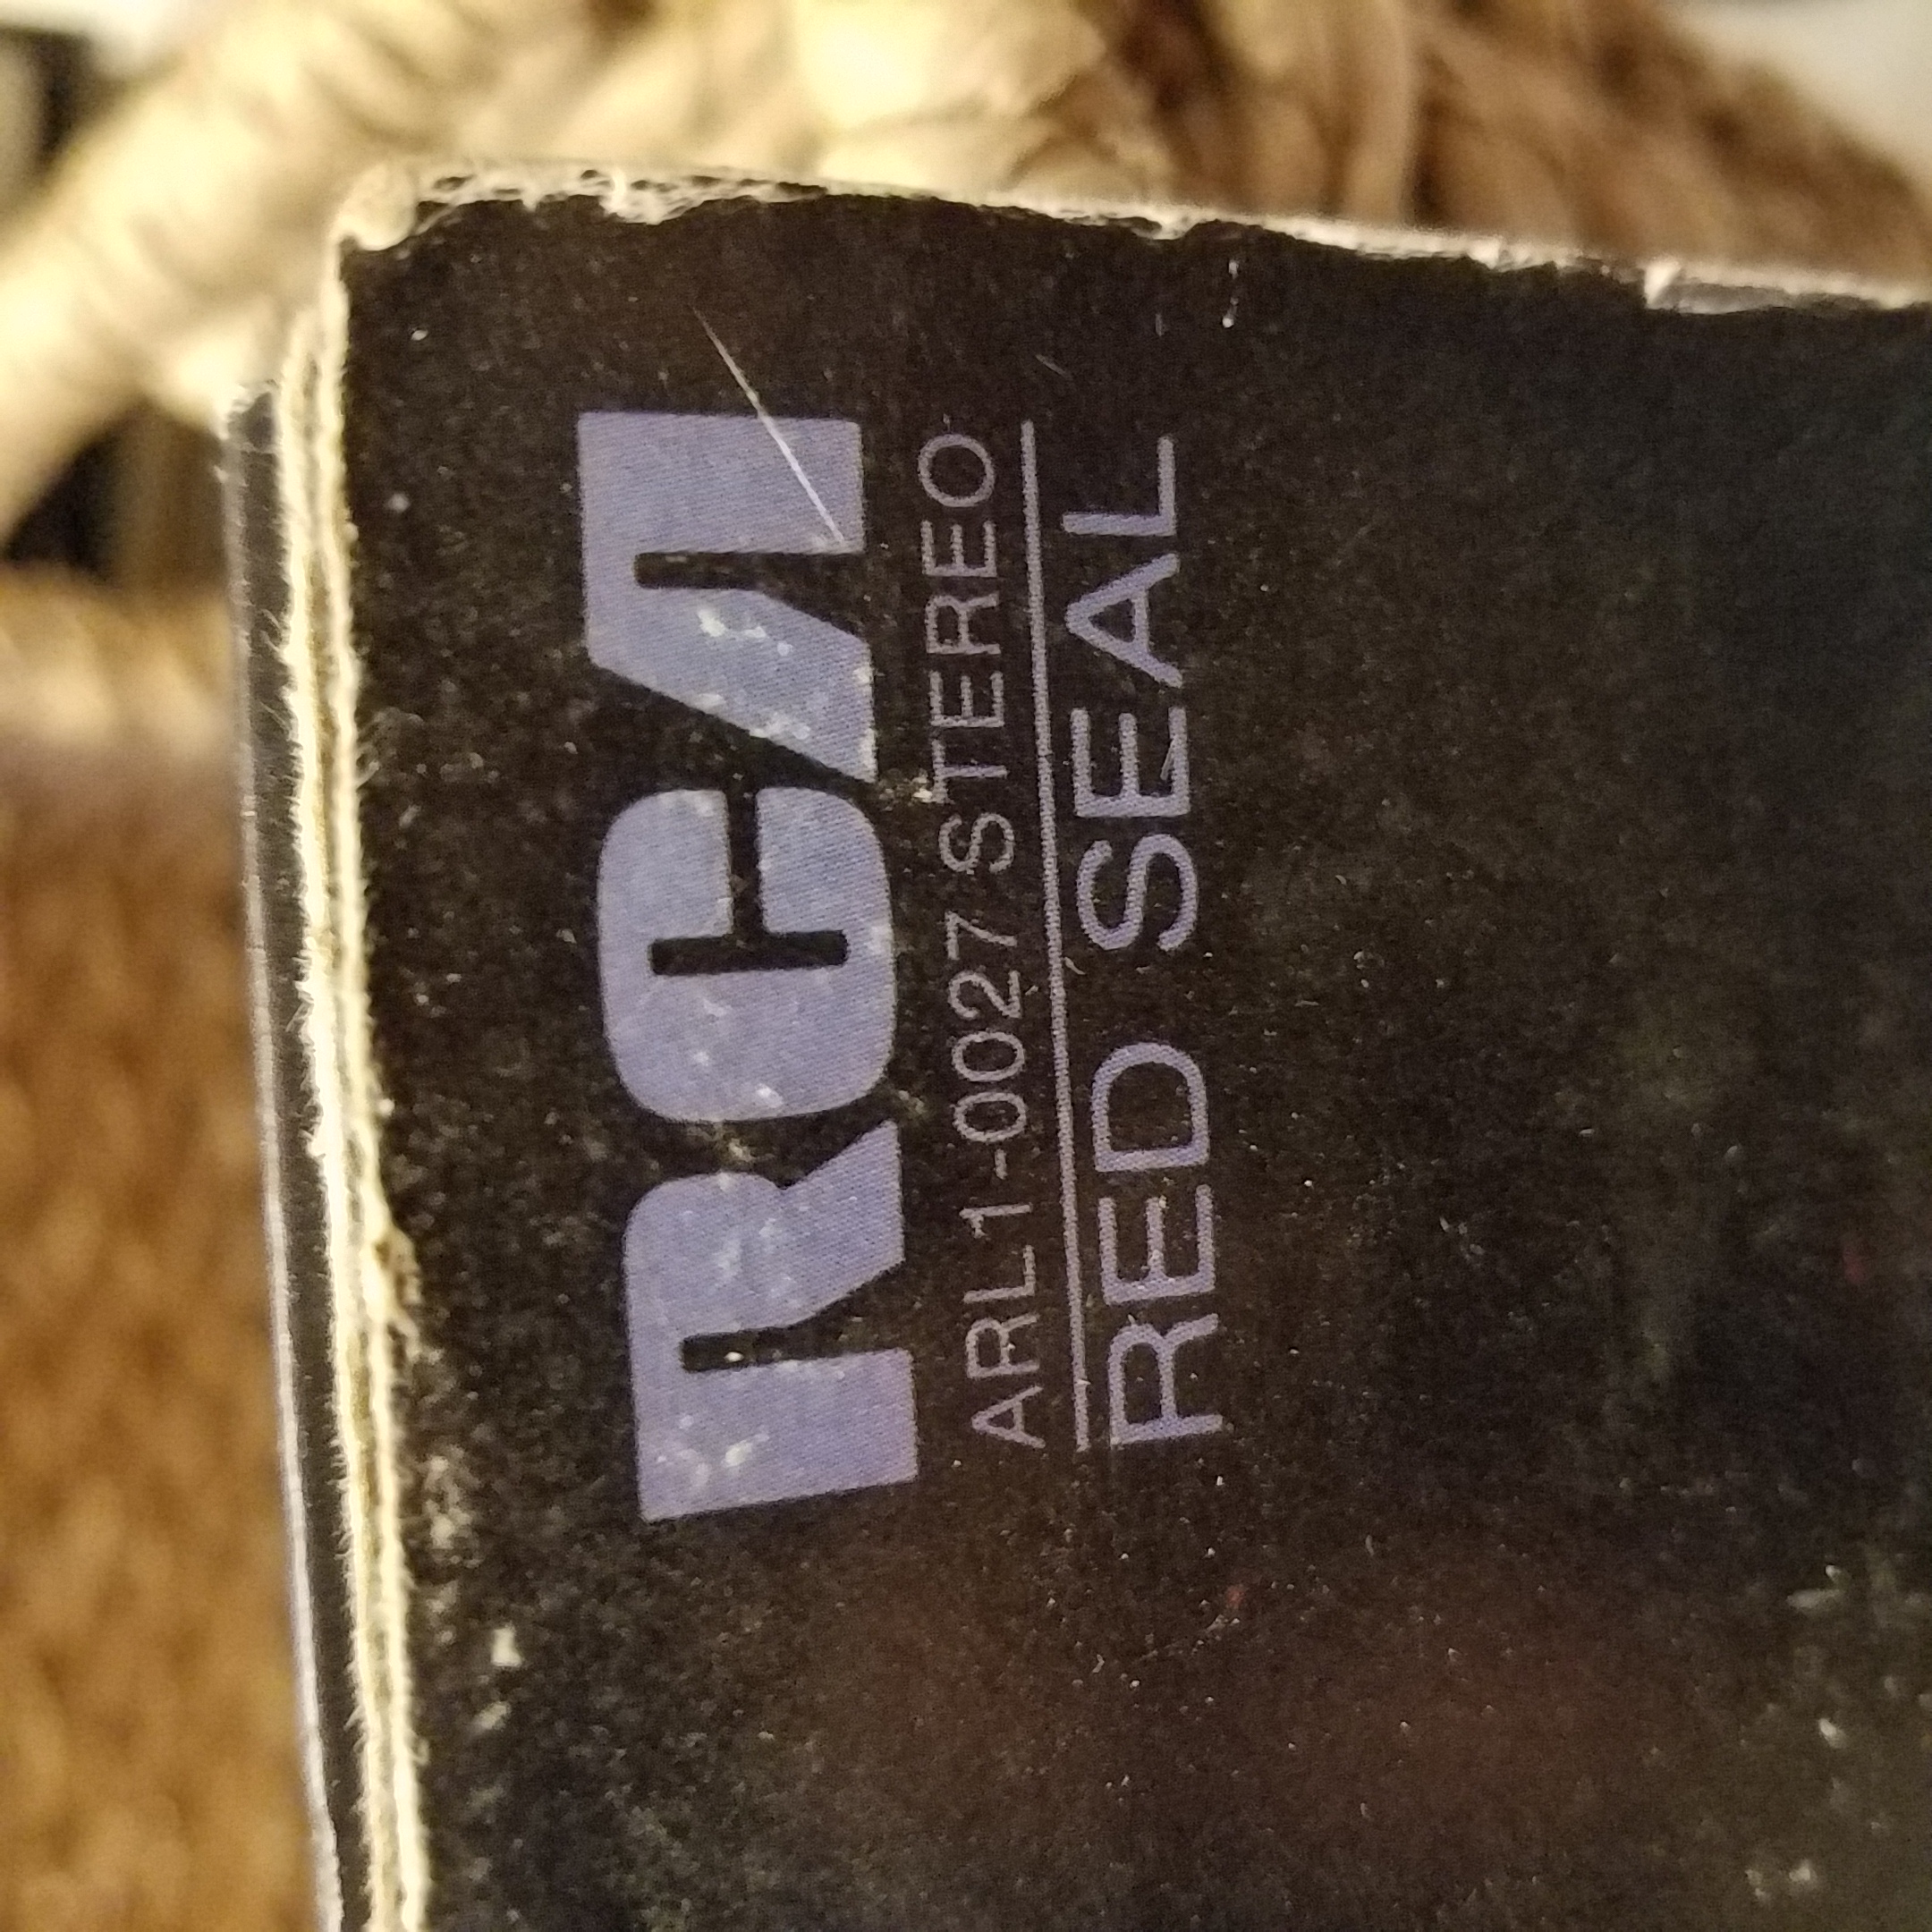 RCA
ARL1-0027 STEREO
RED SEAL